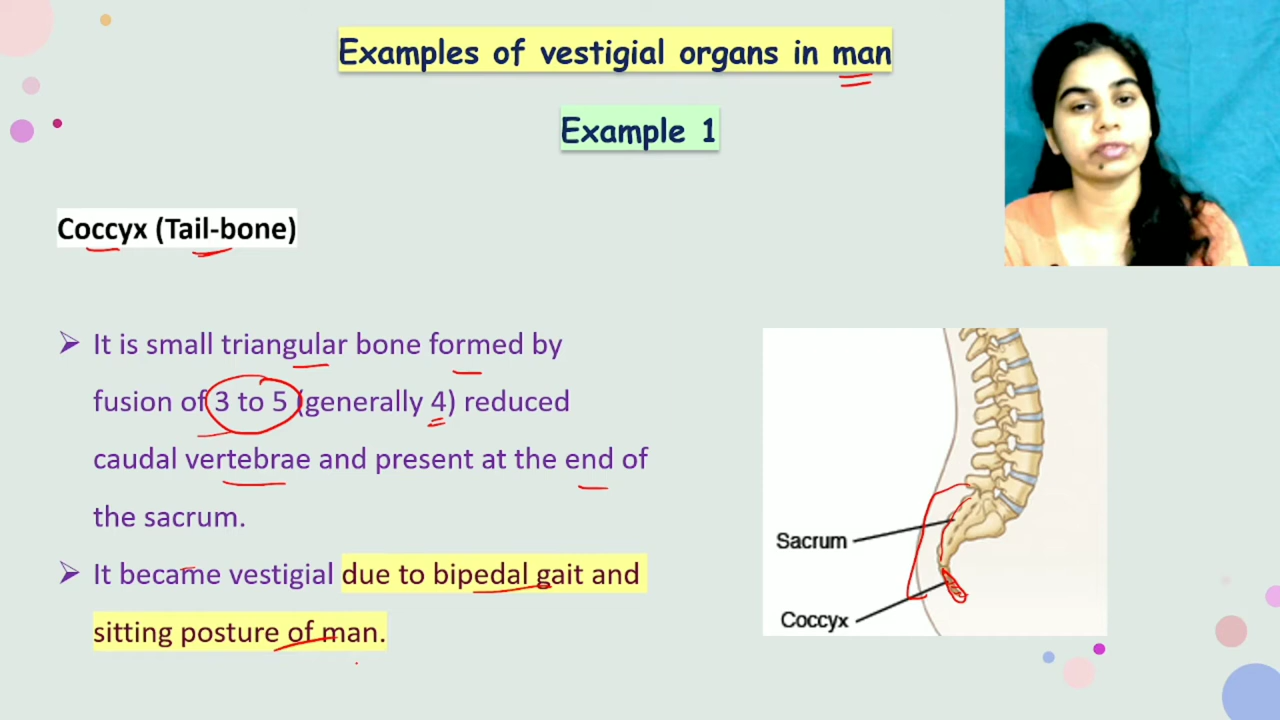 Examples of vestigial organs in man
Example 1
Coccyx (Tail-bone)
It is small triangular bone formed by
fusion of 3 to 5 (generally 4) reduced
caudal vertebrae and present at the end of
the sacrum.
It became vestigial due to bipedal gait and
sitting posture of man.
Sacrum
Coccyx